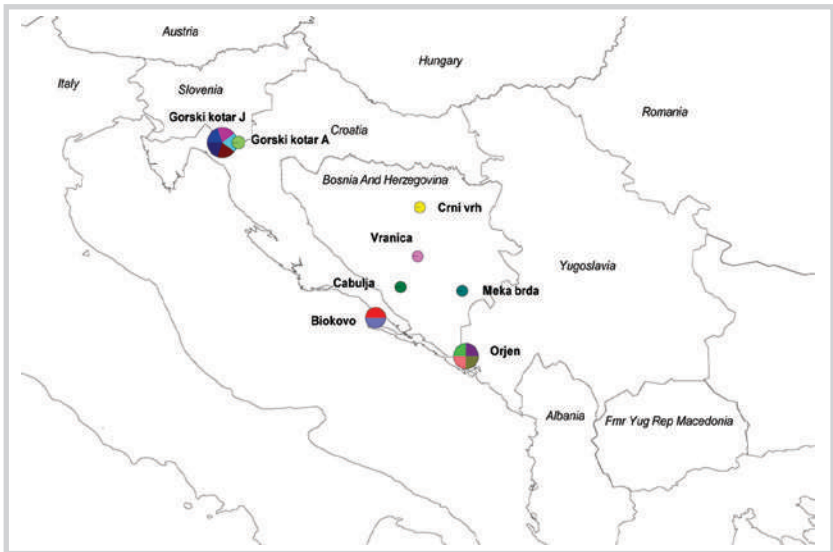 Austria
Hungary
Italy
Slovenia
Romania
Gorski kotar J
Croatia
Gorski kotar A
Bosnia And Herzegovina
Crni vrh
Vranica
Yugoslavia
Cabulja
Meka brda
Biokovo
Orjen
Albania
Fmr Yug Rep Macedonia